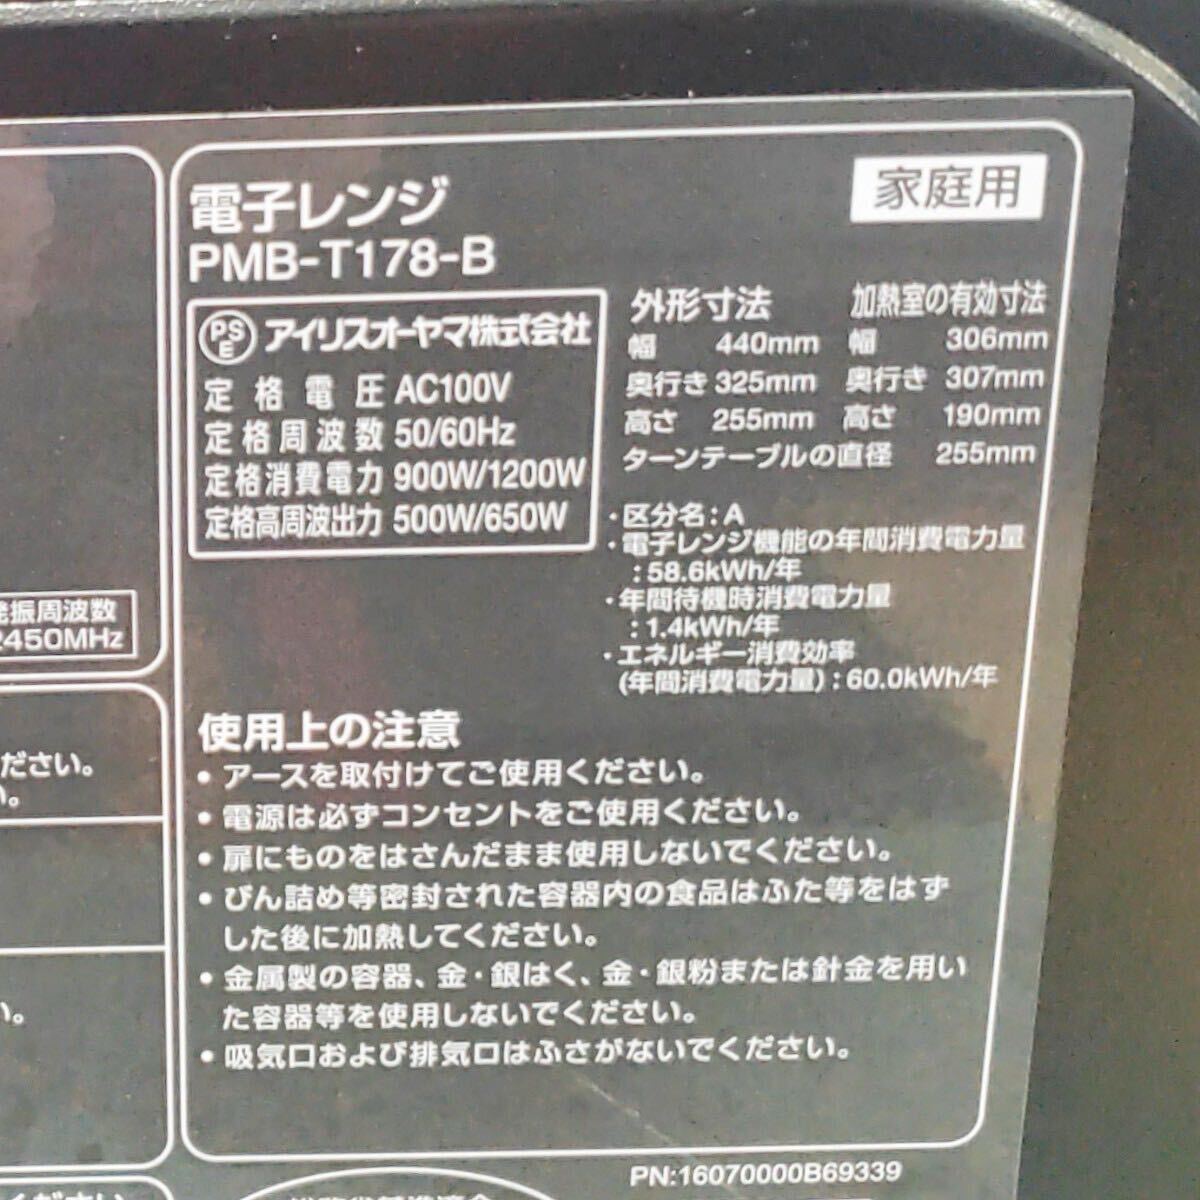 電子レンジ
家庭用
PMB-T178-B
PSE アイリスオーヤマ株式会社
定格電圧 AC100V
定格周波数 50/60Hz
定格消費電力 900W/1200W
定格高周波出力 500W/650W
外形寸法
幅 440mm
奥行き 325mm
高さ 255mm
加熱室の有効寸法
幅 306mm
奥行き 307mm
高さ 190mm
ターンテーブルの直径 255mm
・区分名：A
・電子レンジ機能の年間消費電力量
：58.6kWh/年
・年間待機時消費電力量
：1.4kWh/年
・エネルギー消費効率
(年間消費電力量)：60.0kWh/年
使用上の注意
• アースを取付けてご使用ください。
• 電源は必ずコンセントをご使用ください。
• 扉にものをはさんだまま使用しないでください。
• びん詰め等密封された容器内の食品はふた等をはず
した後に加熱してください。
• 金属製の容器、金・銀はく、金・銀粉または針金を用い
た容器等を使用しないでください。
• 吸気口および排気口はふさがないでください。
PN:16070000B69339
発振周波数
2450MHz
ださい。
い。
い。